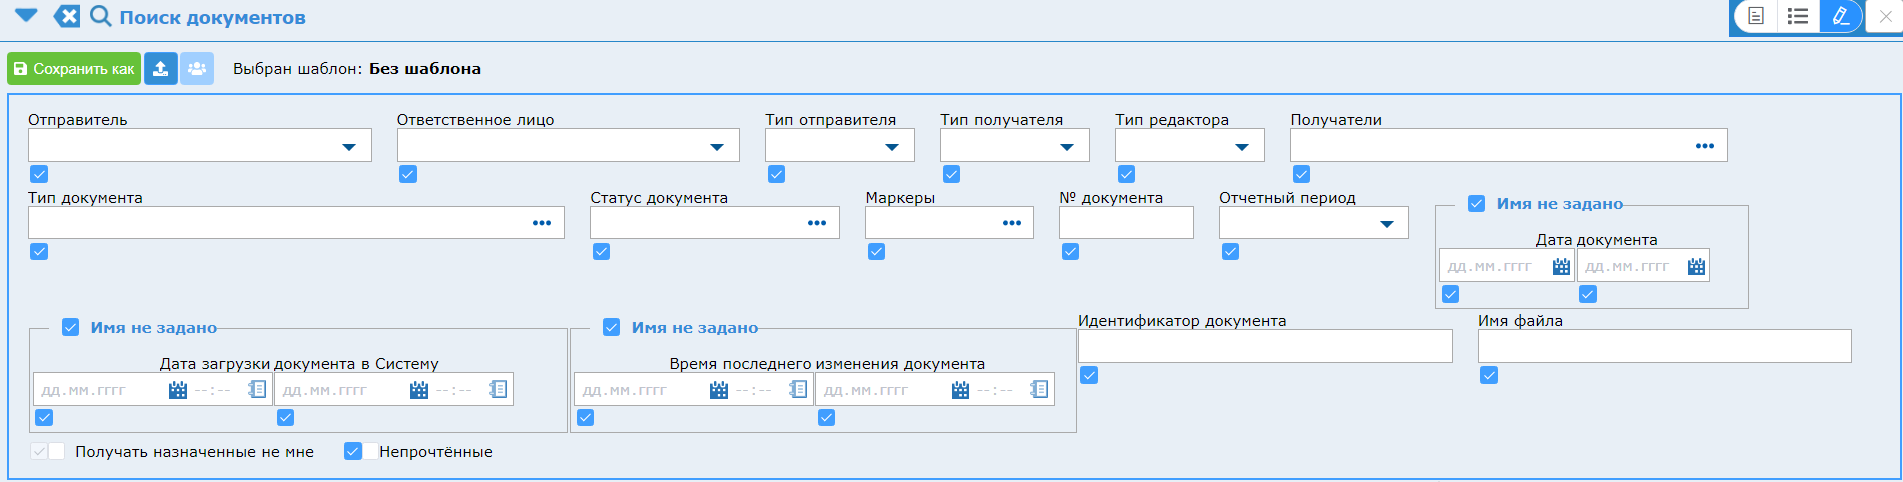 Поиск документов
Сохранить как
Выбран шаблон: Без шаблона
Отправитель Ответственное лицо Тип отправителя Тип получателя Тип редактора Получатели
Тип документа Статус документа Маркеры № документа Отчетный период Имя не задано
Дата документа
дд.мм.гггг дд.мм.гггг
Имя не задано Имя не задано Идентификатор документа Имя файла
Дата загрузки документа в Систему Время последнего изменения документа
дд.мм.гггг --:-- дд.мм.гггг --:-- дд.мм.гггг --:-- дд.мм.гггг --:--
Получать назначенные не мне Непрочтённые